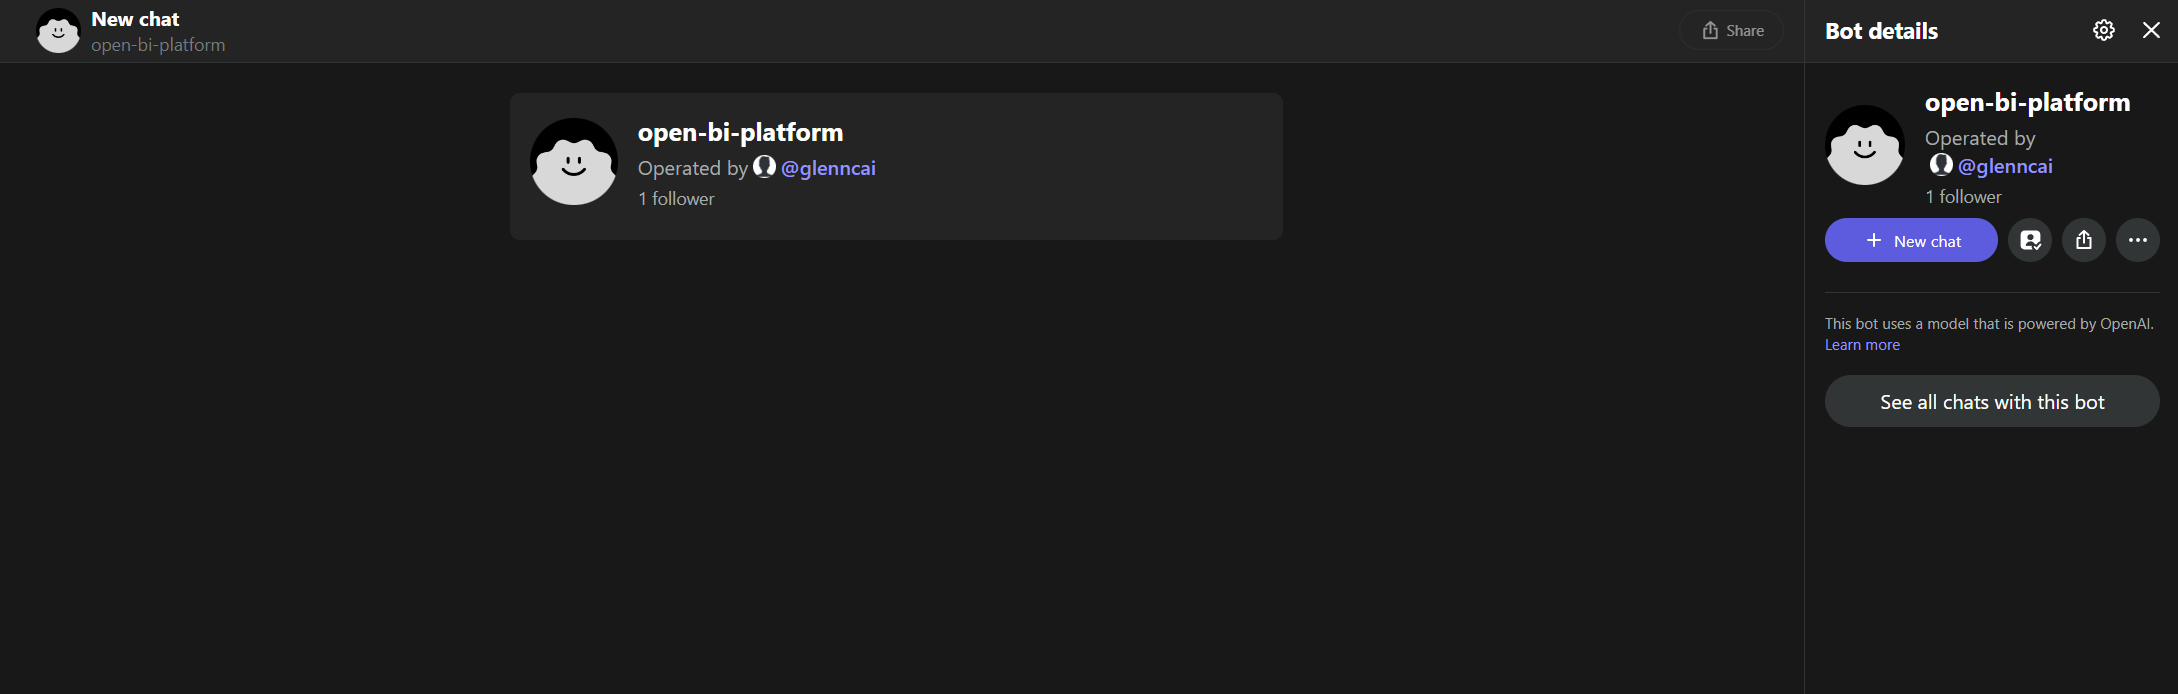 New chat
open-bi-platform
Share
open-bi-platform
Operated by @glenncai
1 follower
Bot details
open-bi-platform
Operated by
@glenncai
1 follower
New chat
This bot uses a model that is powered by OpenAI.
Learn more
See all chats with this bot